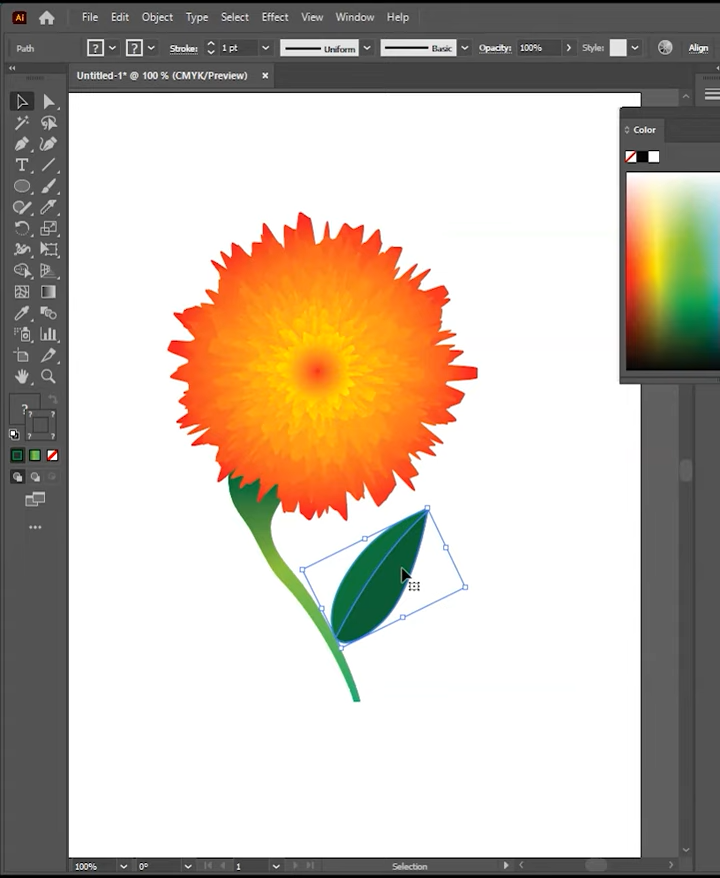 Ai File Edit Object Type Select Effect View Window Help
Path ? ? Stroke: 1 pt Uniform Basic Opacity: 100% Style: Align
Untitled-1* @ 100 % (CMYK/Preview) ×
Color
T
?
? ?
? ?
100% 0° 1 Selection